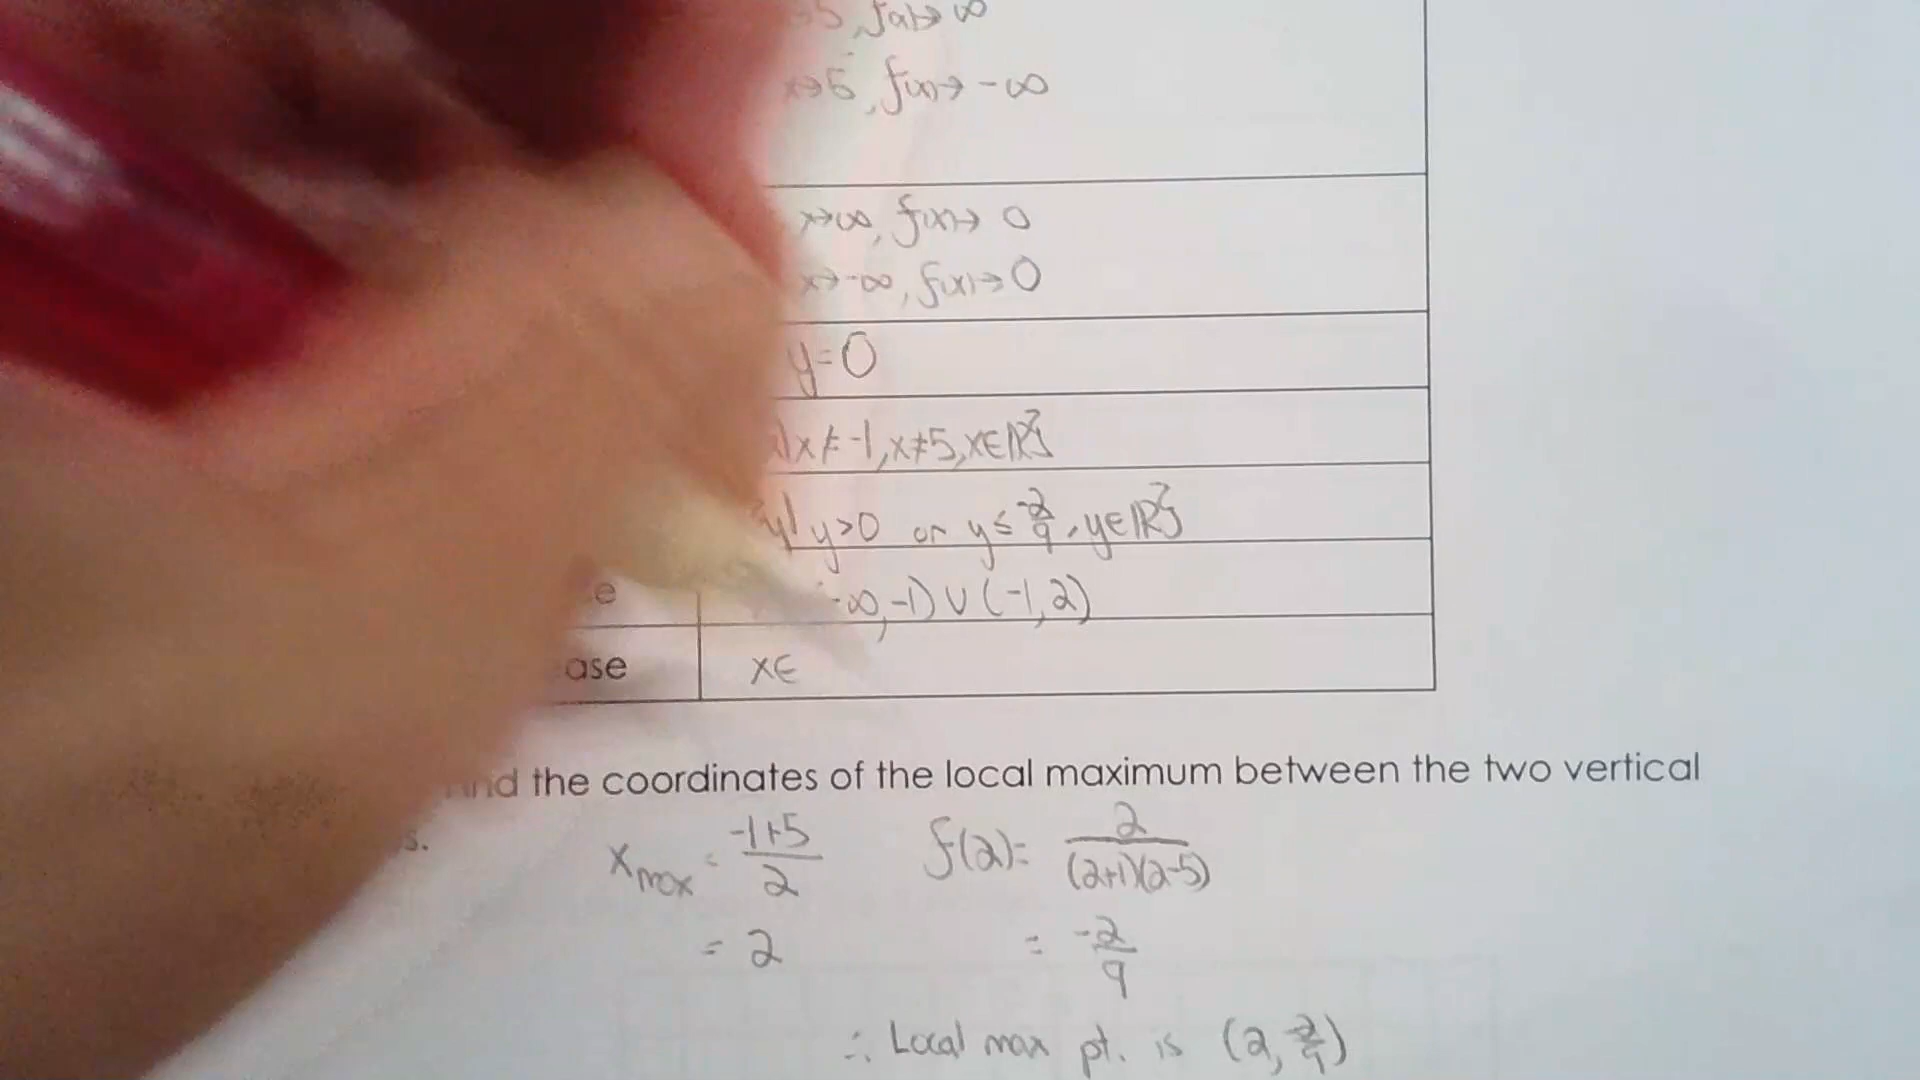 5, f(x)→ ∞
x→5, f(x)→ -∞
x→∞, f(x)→ 0
x→-∞, f(x)→ 0
y=0
|x≠-1, x≠5, x∈ℝ}
y| y>0 or y≤ -2/9, y∈ℝ}
e
-∞, -1) ∪ (-1, 2)
ase
x∈
nd the coordinates of the local maximum between the two vertical
s.
x max = (-1+5)/2 f(2)= 2/((2+1)(2-5))
= 2 = -2/9
∴ Local max pt. is (2, -2/9)